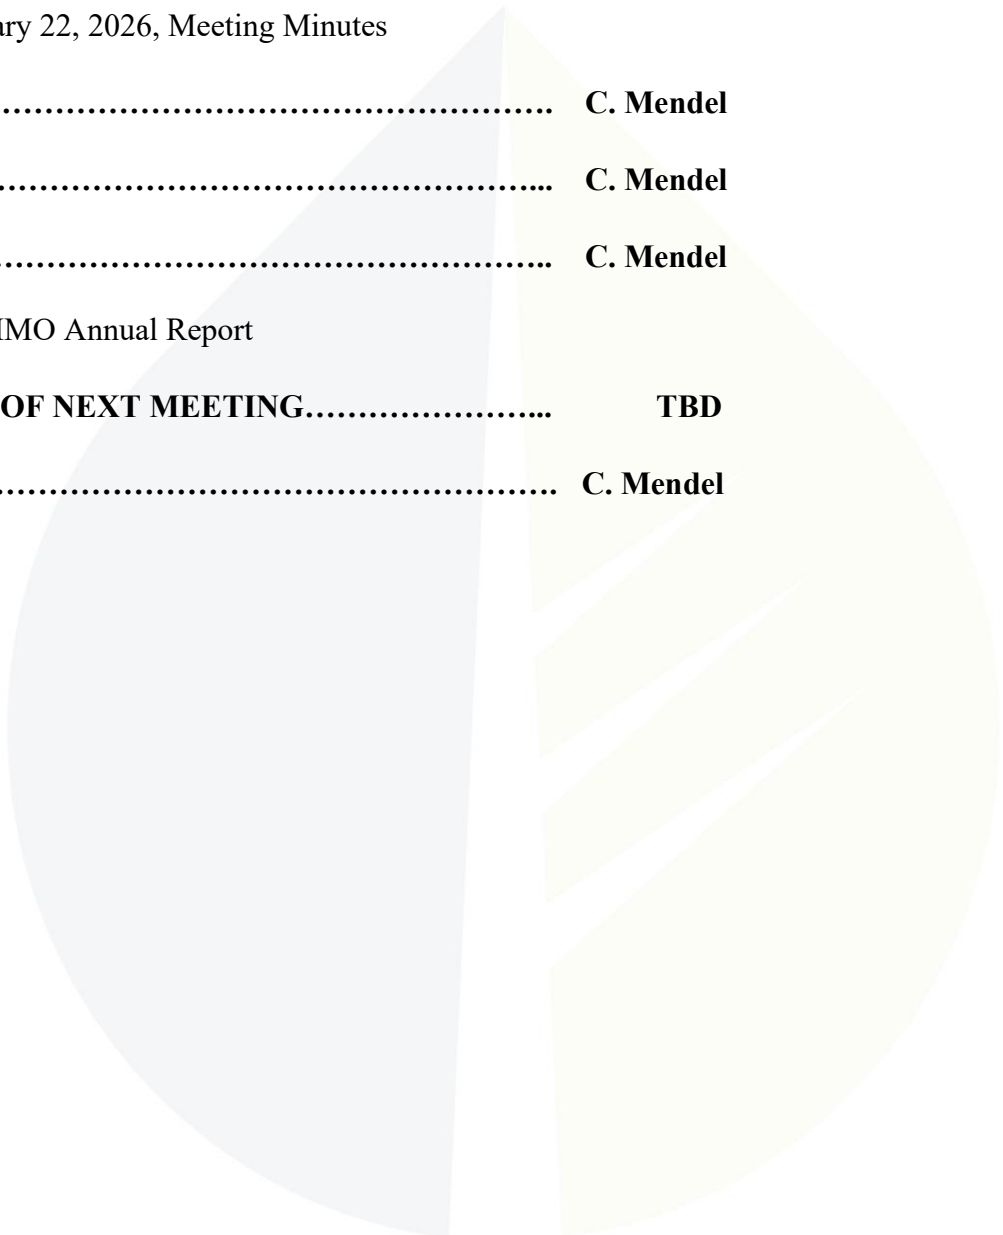 ary 22, 2026, Meeting Minutes
…………………………………………………. C. Mendel
………………………………………………... C. Mendel
……………………………………………….. C. Mendel
MO Annual Report
OF NEXT MEETING…………………... TBD
…………………………………………………. C. Mendel